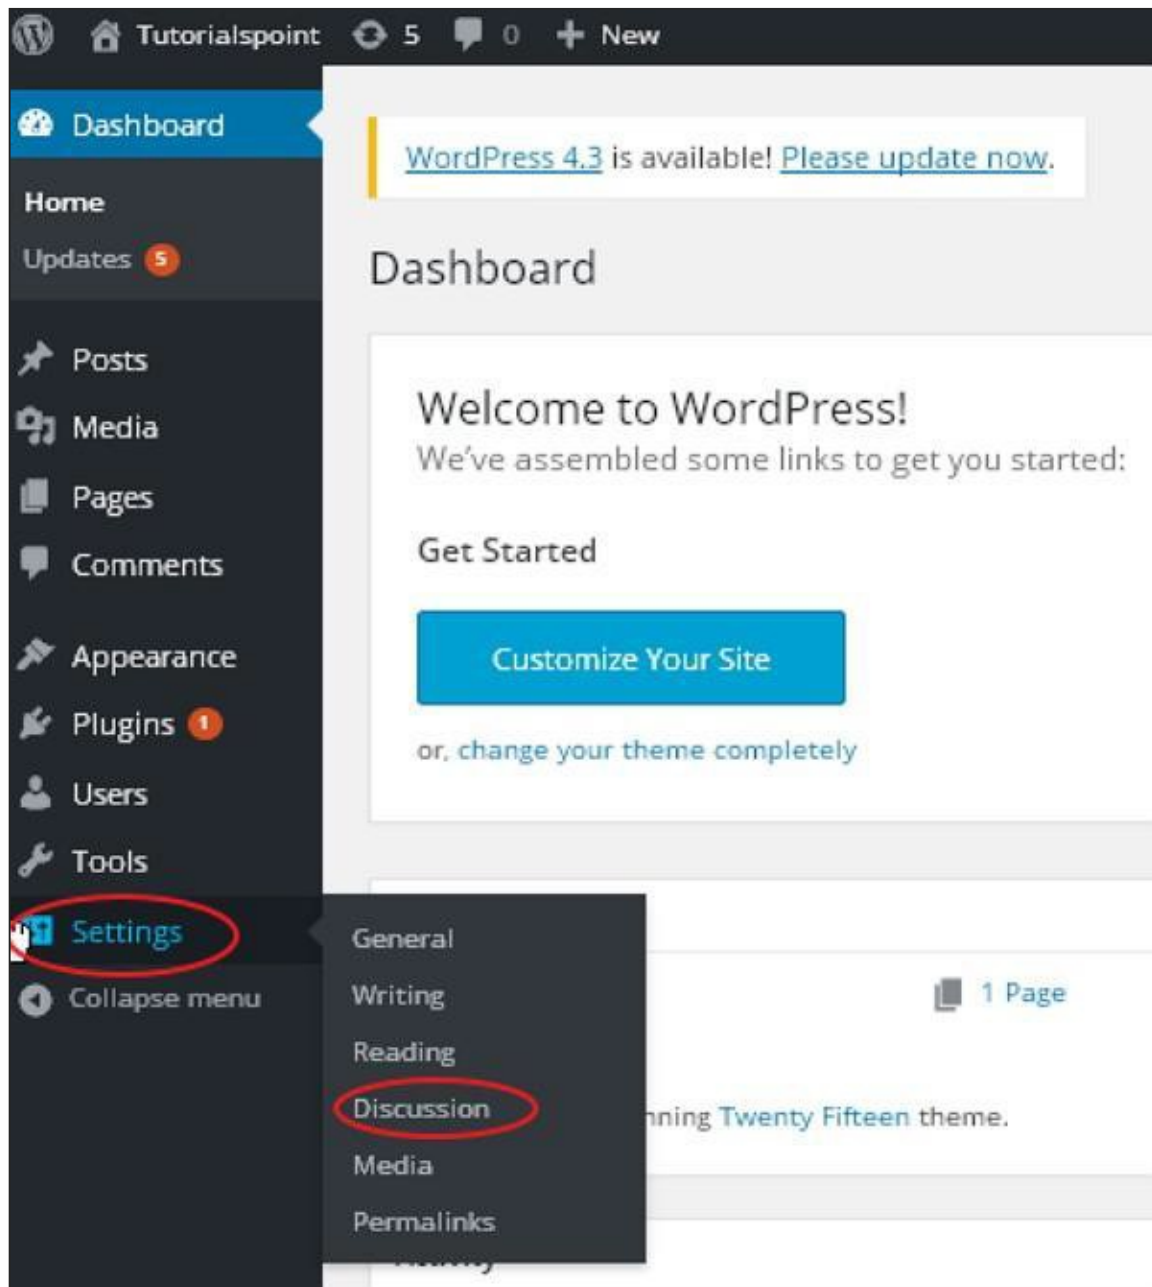 Tutorialspoint 5 0 New
Dashboard
Home
Updates 5
Posts
Media
Pages
Comments
Appearance
Plugins 1
Users
Tools
Settings
Collapse menu
General
Writing
Reading
Discussion
Media
Permalinks
WordPress 4.3 is available! Please update now.
Dashboard
Welcome to WordPress!
We've assembled some links to get you started:
Get Started
Customize Your Site
or, change your theme completely
1 Page
nning Twenty Fifteen theme.